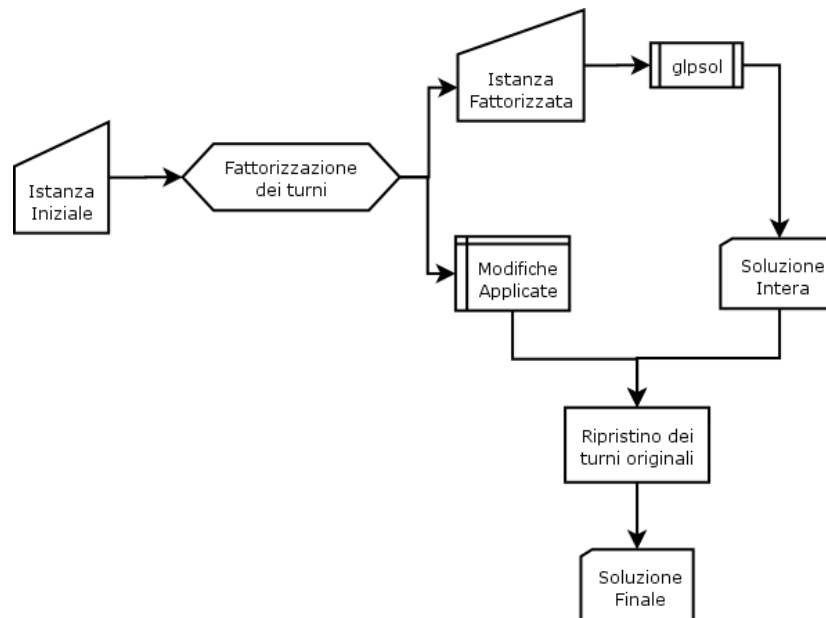 Istanza
Iniziale
Fattorizzazione
dei turni
Istanza
Fattorizzata
glpsol
Modifiche
Applicate
Soluzione
Intera
Ripristino dei
turni originali
Soluzione
Finale